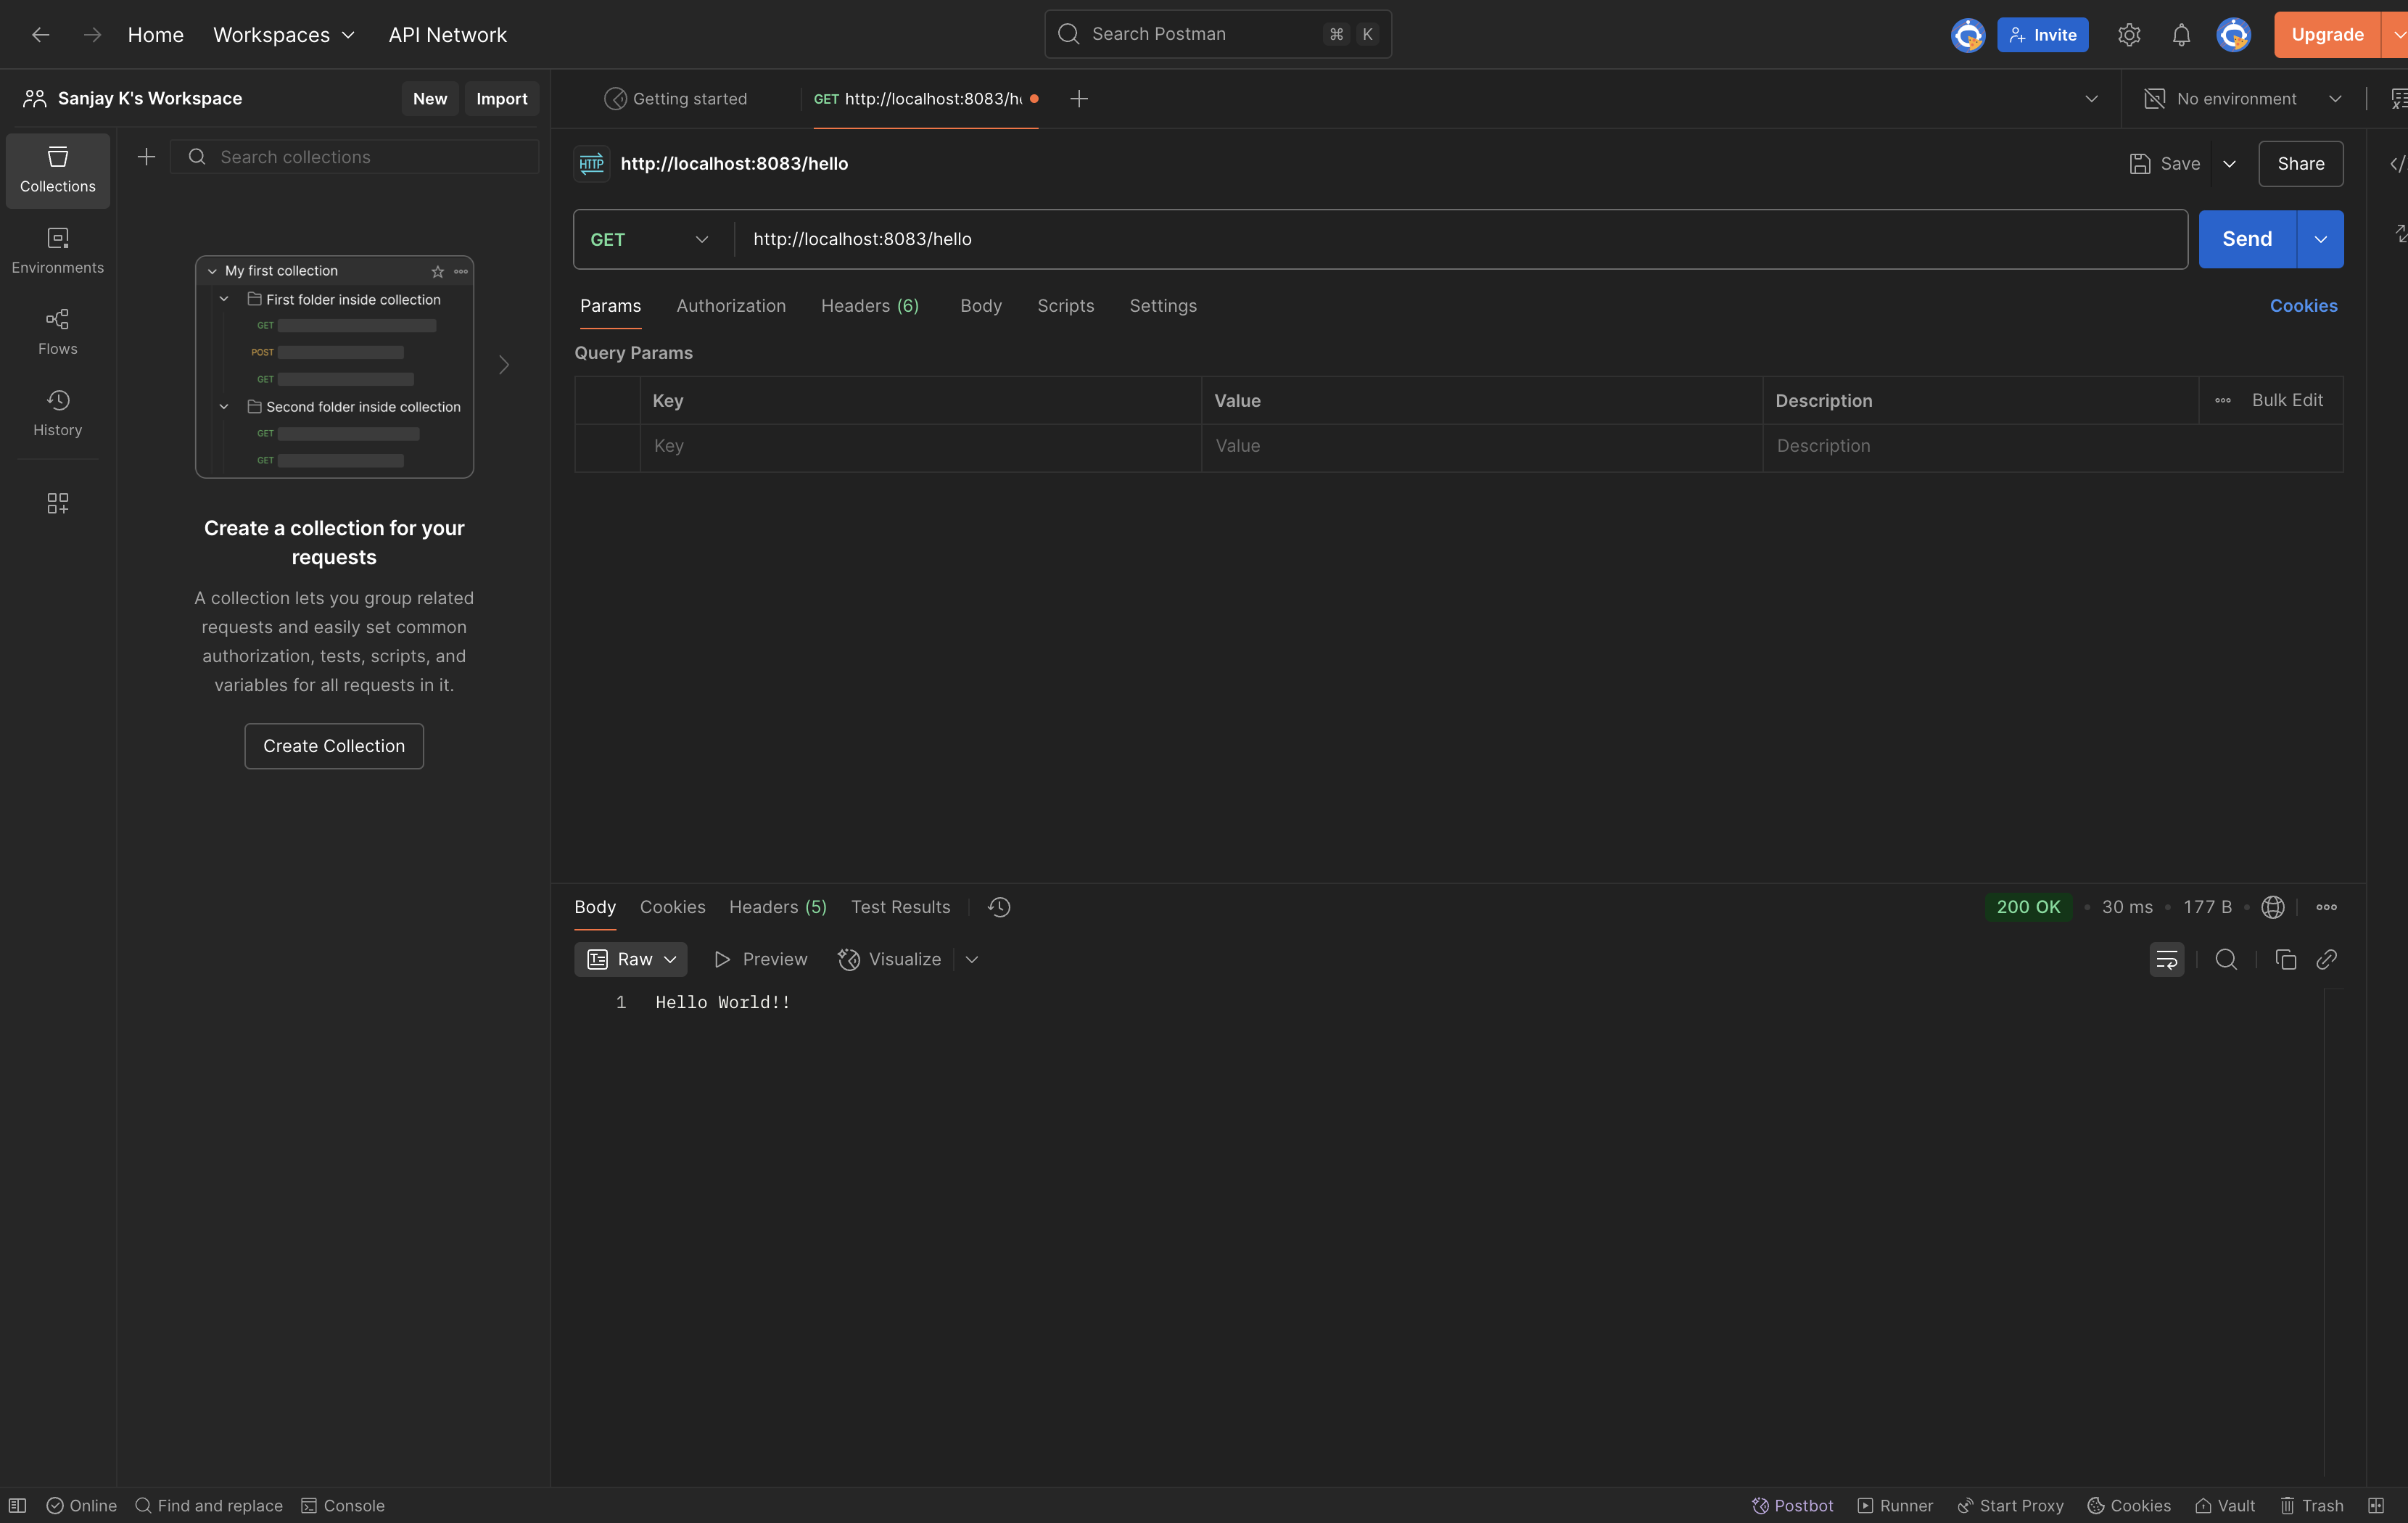 Home Workspaces API Network Search Postman ⌘ K Invite Upgrade
Sanjay K's Workspace New Import
Getting started GET http://localhost:8083/h No environment
Collections
Search collections
Environments
Flows
History
My first collection
First folder inside collection
GET
POST
GET
Second folder inside collection
GET
GET
Create a collection for your
requests
A collection lets you group related
requests and easily set common
authorization, tests, scripts, and
variables for all requests in it.
Create Collection
HTTP http://localhost:8083/hello Save Share
GET http://localhost:8083/hello Send
Params Authorization Headers (6) Body Scripts Settings Cookies
Query Params
Key Value Description Bulk Edit
Key Value Description
Body Cookies Headers (5) Test Results 200 OK • 30 ms • 177 B •
Raw Preview Visualize
1 Hello World!!
Online Find and replace Console Postbot Runner Start Proxy Cookies Vault Trash